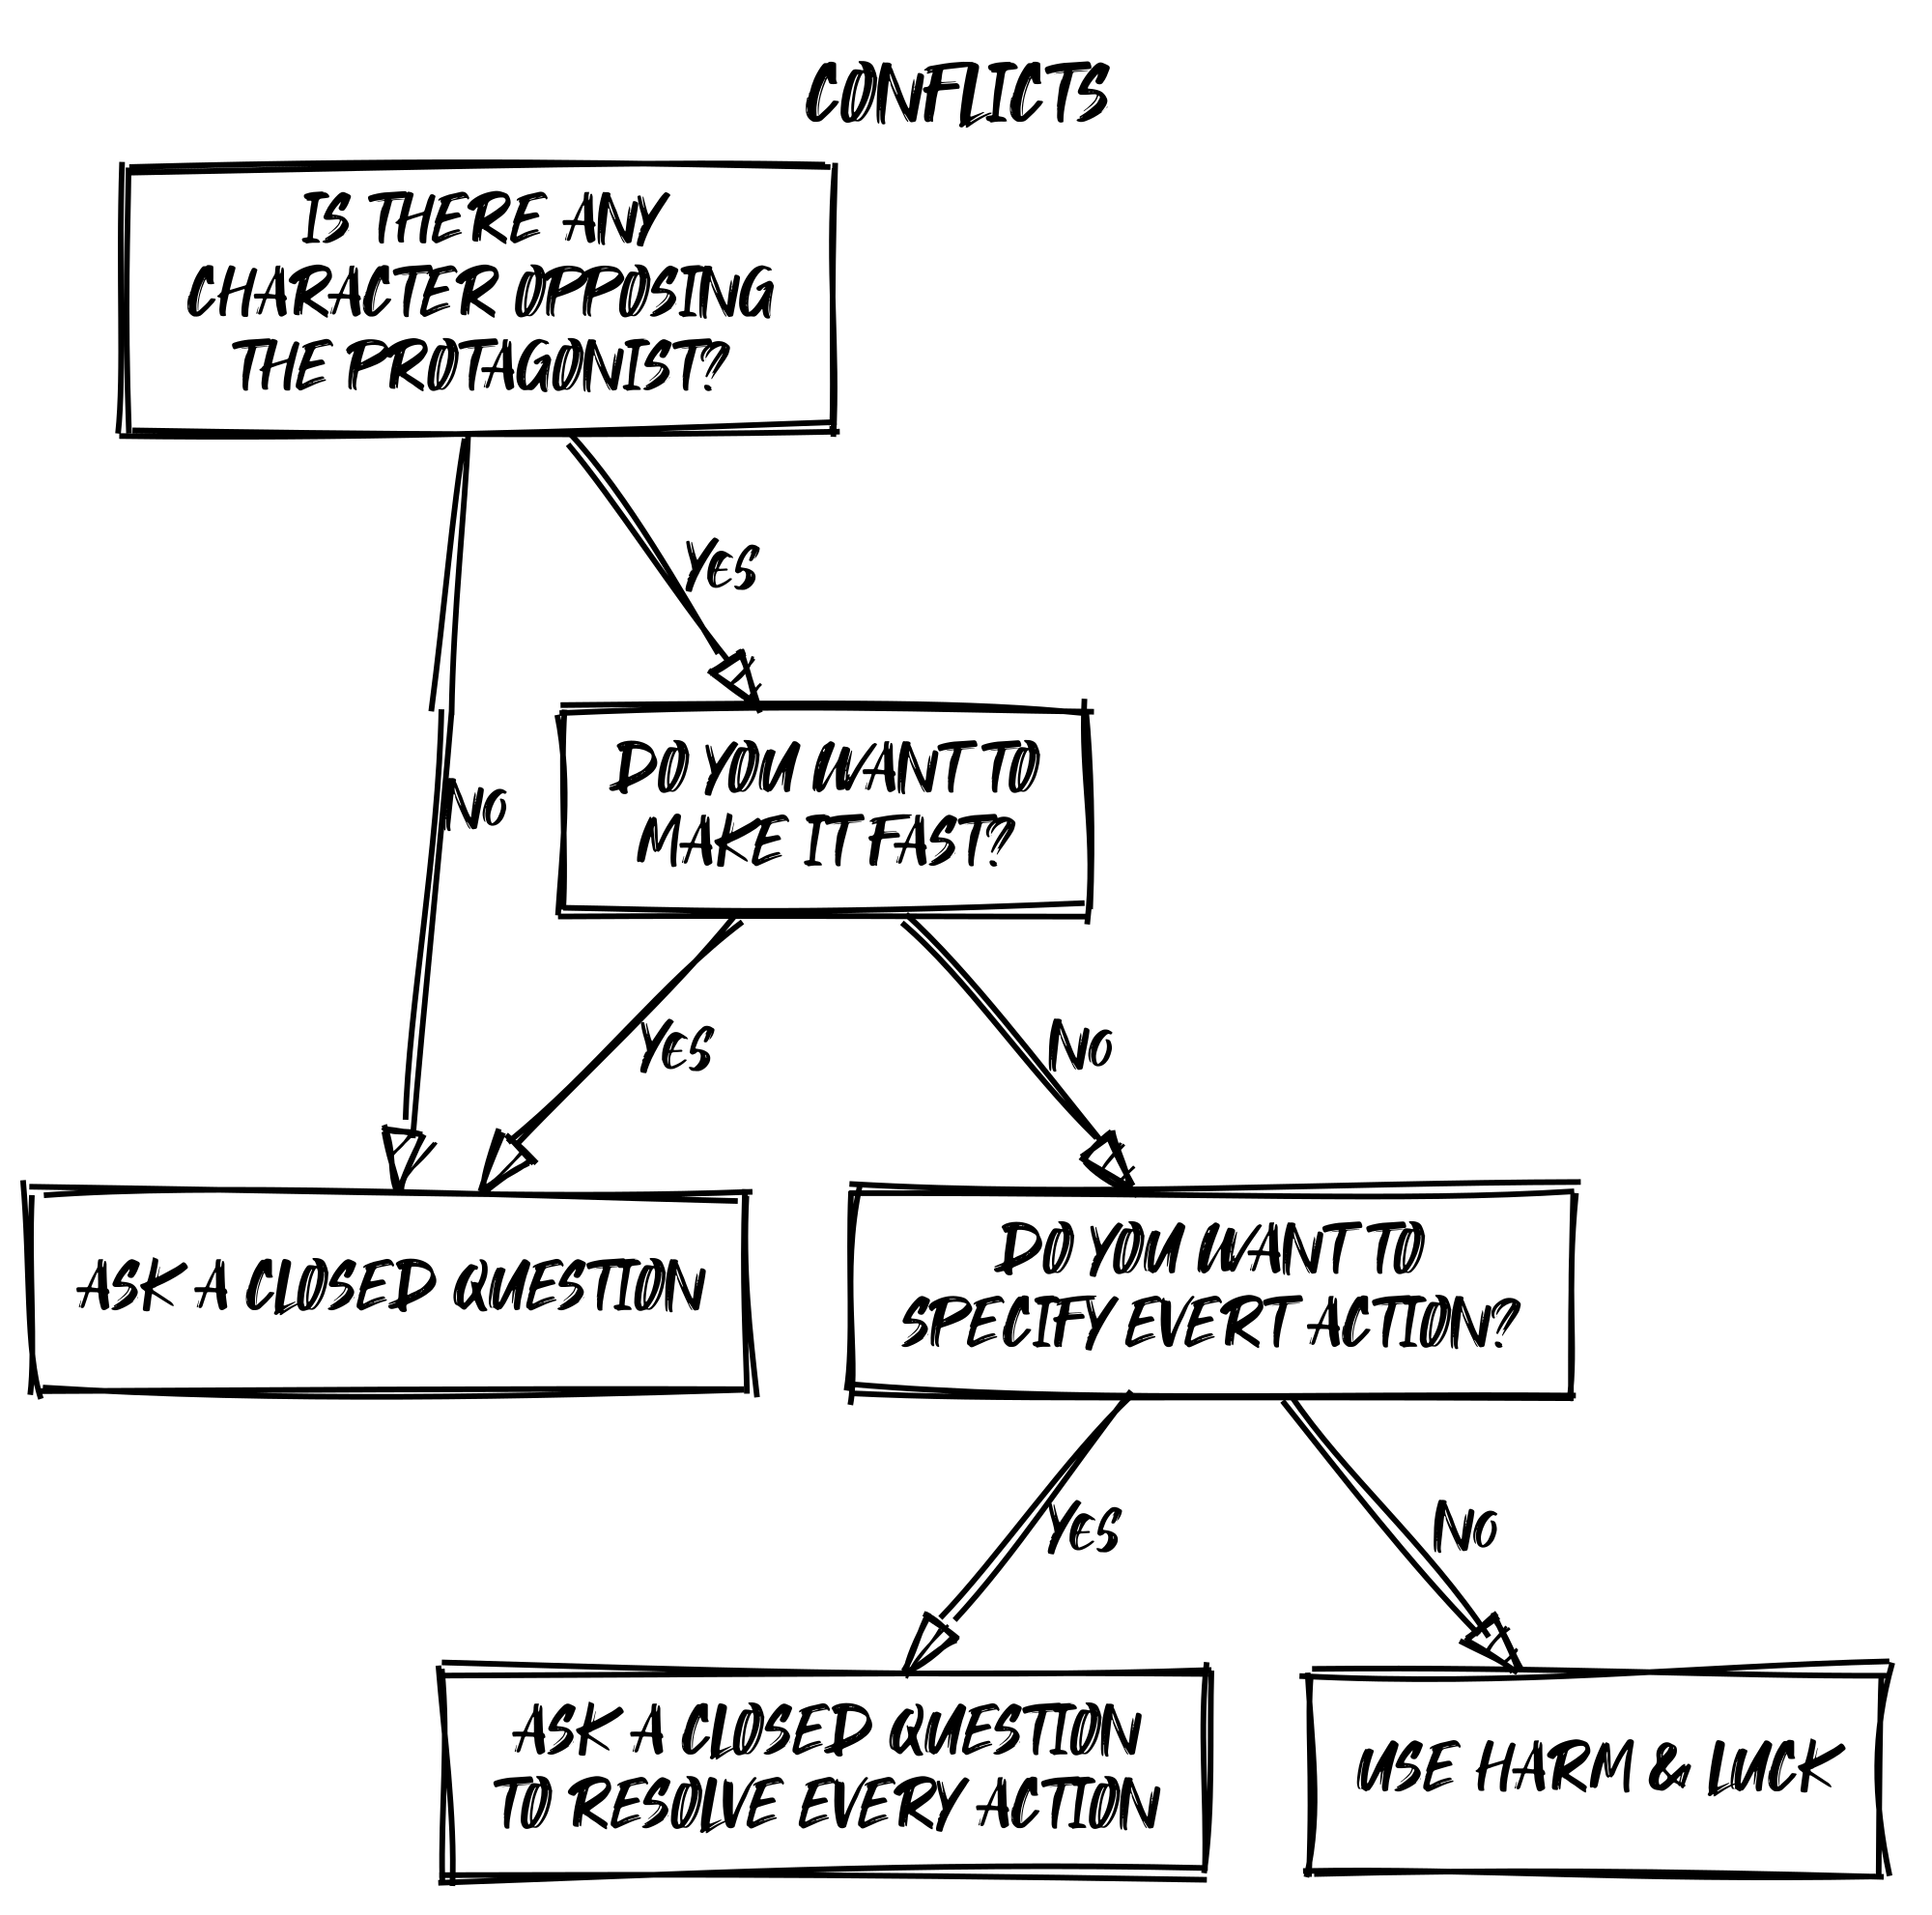 CONFLICTS
IS THERE ANY
CHARACTER OPPOSING
THE PROTAGONIST?
YES
DO YOU WANT TO
MAKE IT FAST?
NO
YES
NO
ASK A CLOSED QUESTION
DO YOU WANT TO
SPECIFY EVERT ACTION?
YES
NO
ASK A CLOSED QUESTION
TO RESOLVE EVERY ACTION
USE HARM & LUCK